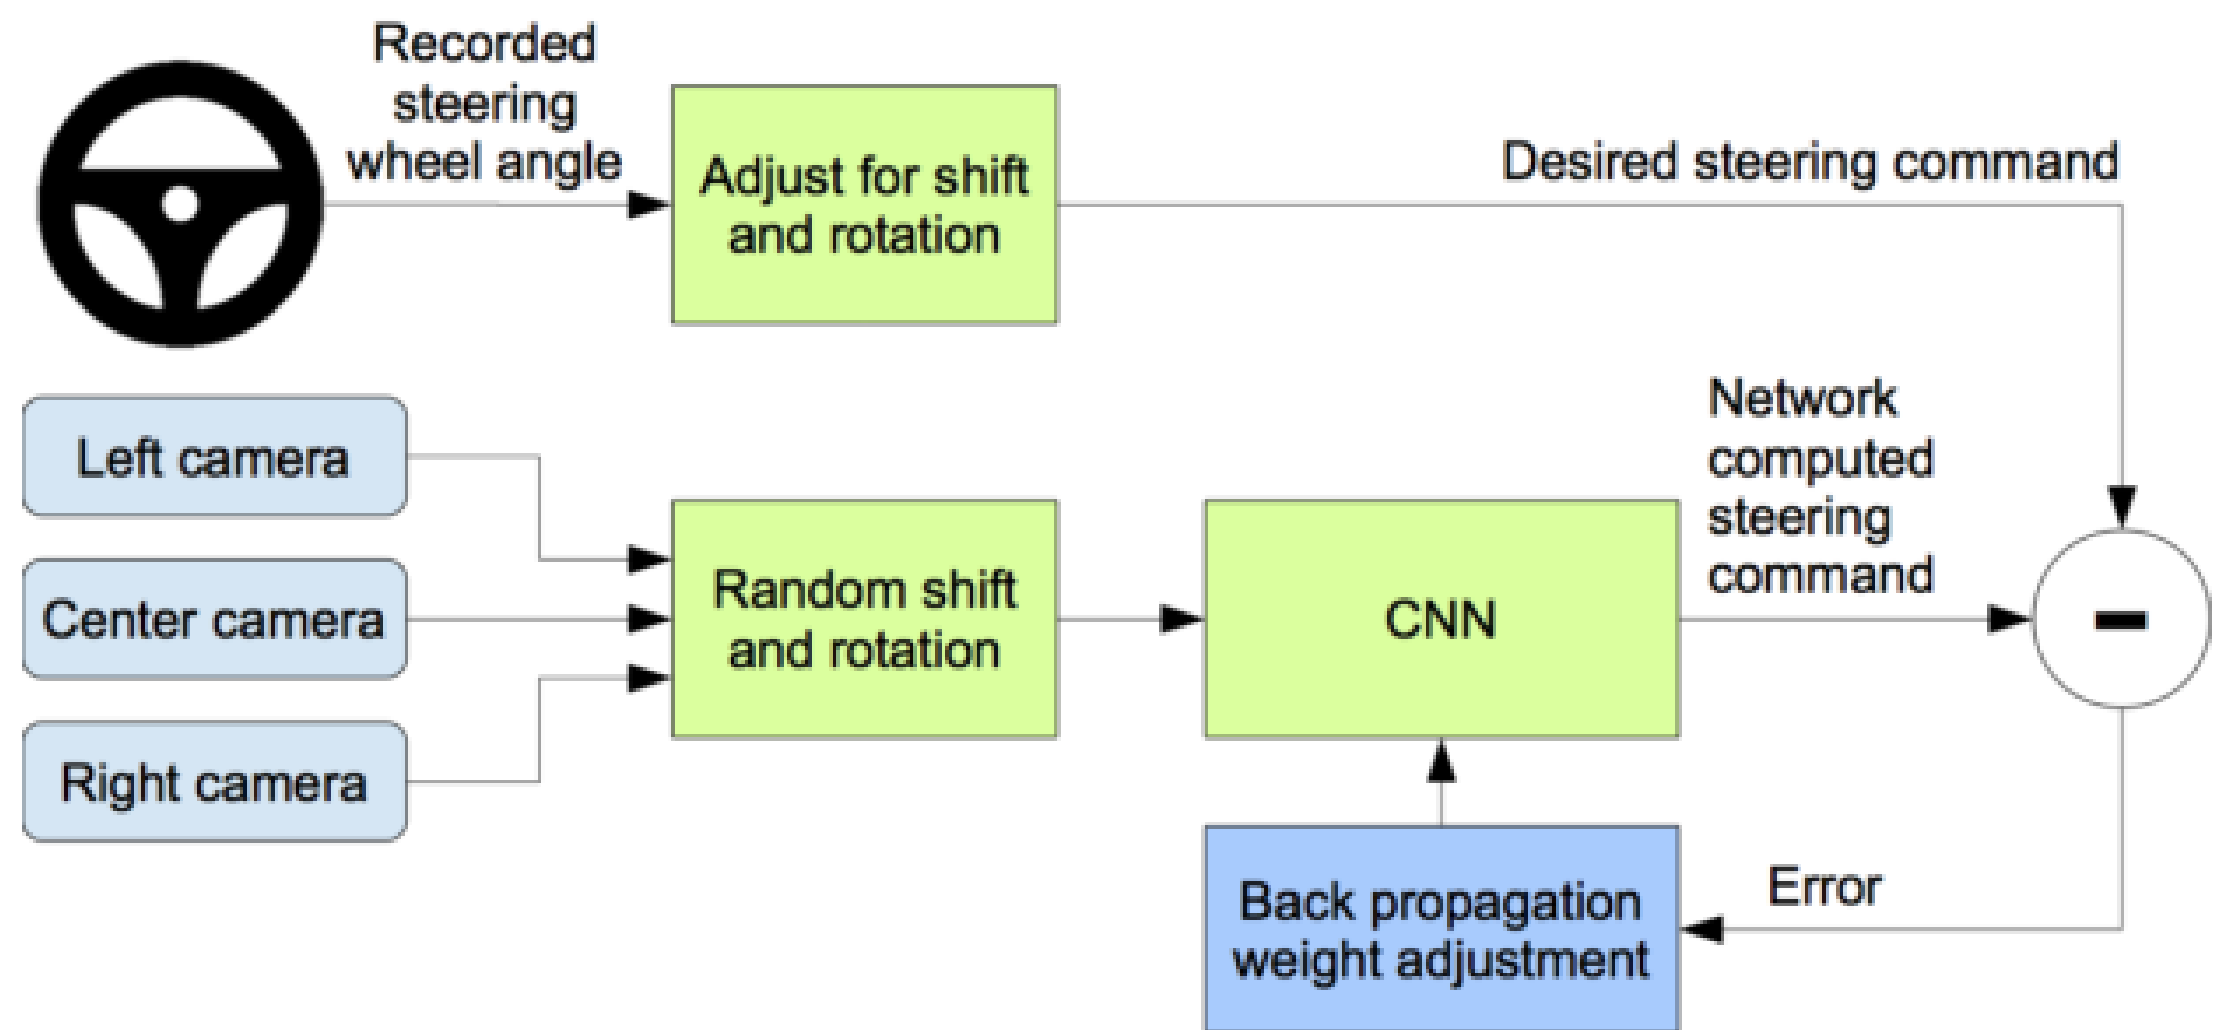 Recorded
steering
wheel angle
Adjust for shift
and rotation
Desired steering command
Left camera
Center camera
Right camera
Random shift
and rotation
CNN
Network
computed
steering
command
-
Back propagation
weight adjustment
Error